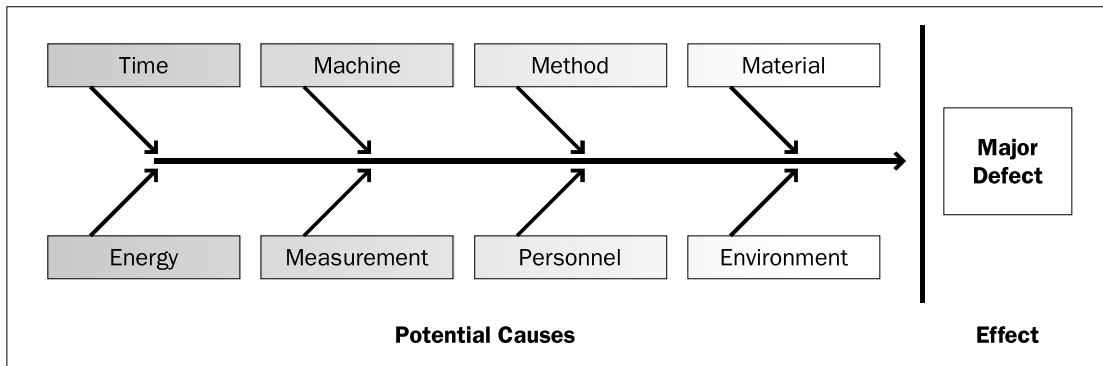 Time
Machine
Method
Material
Major
Defect
Energy
Measurement
Personnel
Environment
Potential Causes
Effect